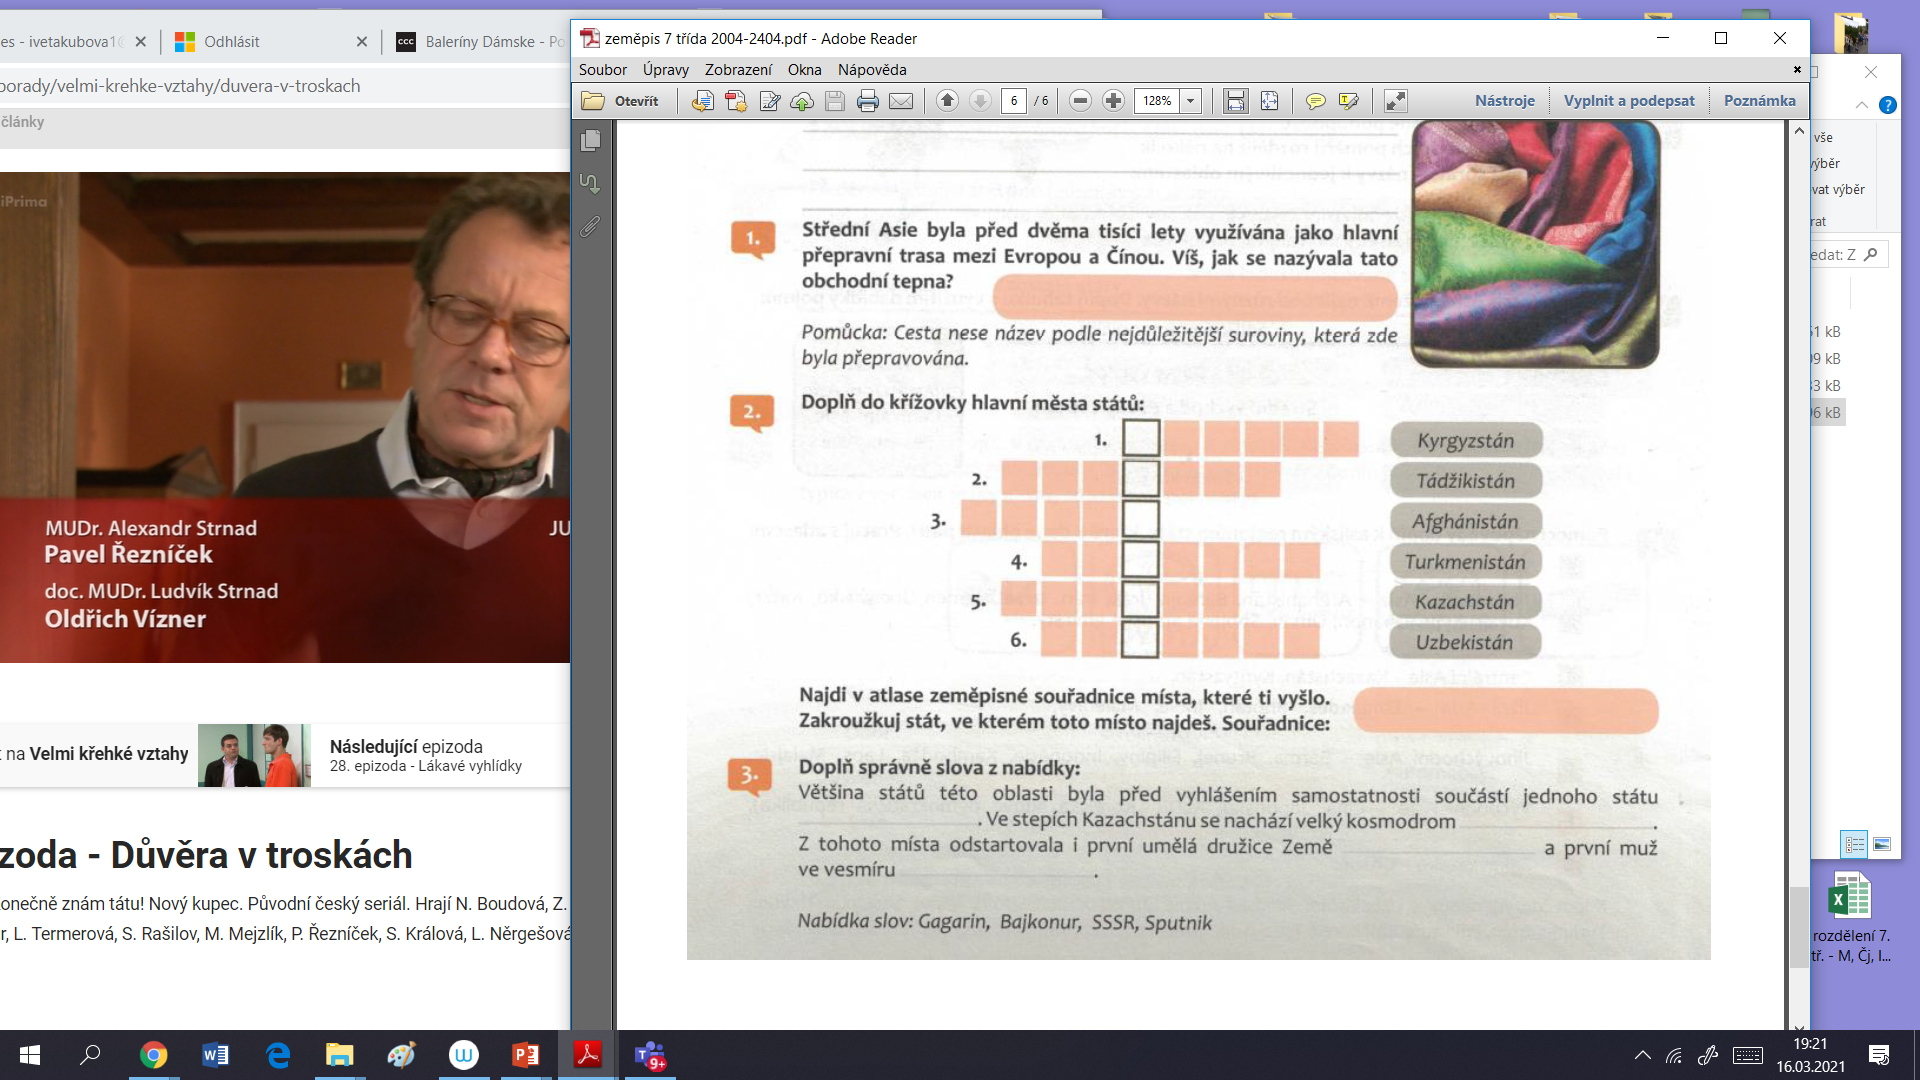 es - ivetakubova1@
Odhlásit
CCC
Baleríny Dámske - Po
porady/velmi-krehke-vztahy/duvera-v-troskach
články
iPrima
MUDr. Alexandr Strnad
JU
Pavel Řezníček
doc. MUDr. Ludvík Strnad
Oldřich Vízner
t na Velmi křehké vztahy
Následující epizoda
28. epizoda - Lákavé vyhlídky
zoda - Důvěra v troskách
konečně znám tátu! Nový kupec. Původní český seriál. Hrají N. Boudová, Z.
r, L. Termerová, S. Rašilov, M. Mejzlík, P. Řezníček, S. Králová, L. Něrgešová
zeměpis 7 třída 2004-2404.pdf - Adobe Reader
Soubor Úpravy Zobrazení Okna Nápověda
Otevřít
6 / 6
128%
Nástroje
Vyplnit a podepsat
Poznámka
1.
Střední Asie byla před dvěma tisíci lety využívána jako hlavní
přepravní trasa mezi Evropou a Čínou. Víš, jak se nazývala tato
obchodní tepna?
Pomůcka: Cesta nese název podle nejdůležitější suroviny, která zde
byla přepravována.
2.
Doplň do křížovky hlavní města států:
1. Kyrgyzstán
2. Tádžikistán
3. Afghánistán
4. Turkmenistán
5. Kazachstán
6. Uzbekistán
Najdi v atlase zeměpisné souřadnice místa, které ti vyšlo.
Zakroužkuj stát, ve kterém toto místo najdeš. Souřadnice:
3.
Doplň správně slova z nabídky:
Většina států této oblasti byla před vyhlášením samostatnosti součástí jednoho státu
. Ve stepích Kazachstánu se nachází velký kosmodrom .
Z tohoto místa odstartovala i první umělá družice Země a první muž
ve vesmíru .
Nabídka slov: Gagarin, Bajkonur, SSSR, Sputnik
vše
výběr
vat výběr
rat
edat: Z
51 kB
99 kB
33 kB
96 kB
rozdělení 7.
tř. - M, Čj, I...
9+
19:21
16.03.2021